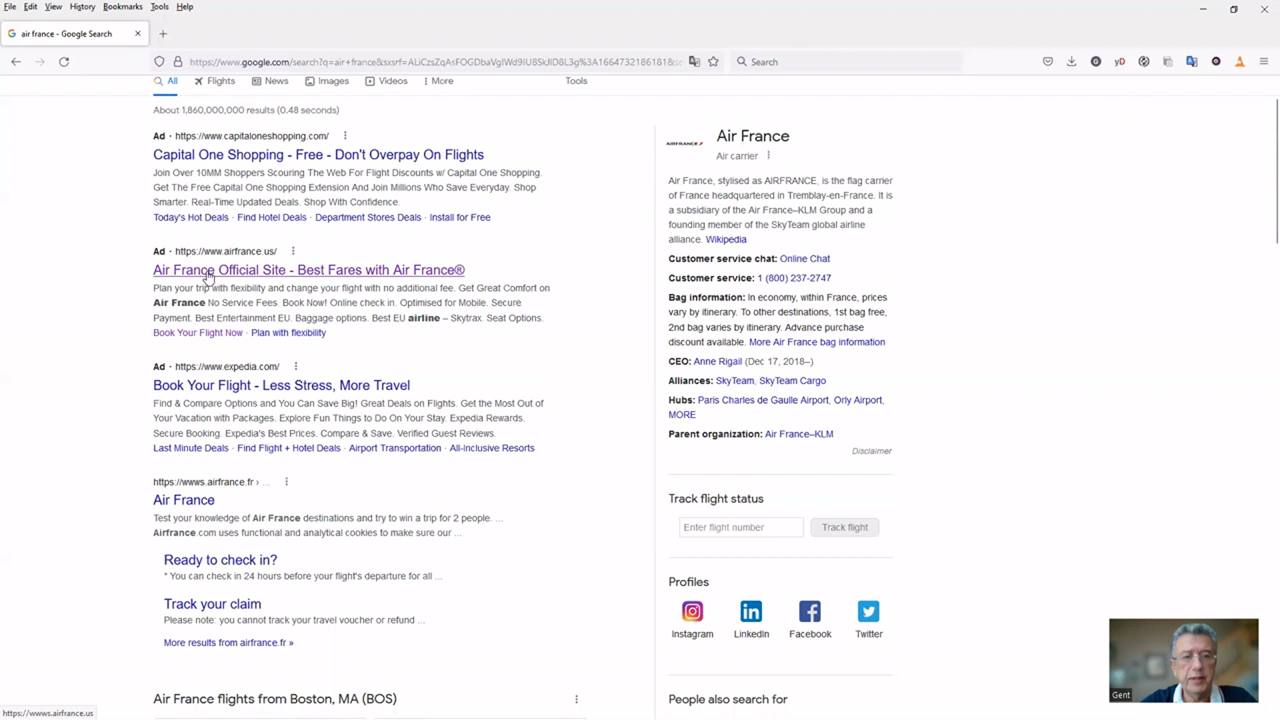 File Edit View History Bookmarks Tools Help
air france - Google Search
Search
All Flights News Images Videos More Tools
About 1,860,000,000 results (0.48 seconds)
Ad · https://www.capitaloneshopping.com/
Capital One Shopping - Free - Don't Overpay On Flights
Join Over 10MM Shoppers Scouring The Web For Flight Discounts w/ Capital One Shopping.
Get The Free Capital One Shopping Extension And Join Millions Who Save Everyday. Shop
Smarter. Real-Time Updated Deals. Shop With Confidence.
Today's Hot Deals · Find Hotel Deals · Department Stores Deals · Install for Free
Ad · https://www.airfrance.us/
Air France Official Site - Best Fares with Air France®
Plan your trip with flexibility and change your flight with no additional fee. Get Great Comfort on
Air France No Service Fees. Book Now! Online check in. Optimised for Mobile. Secure
Payment. Best Entertainment EU. Baggage options. Best EU airline – Skytrax. Seat Options.
Book Your Flight Now · Plan with flexibility
Ad · https://www.expedia.com/
Book Your Flight - Less Stress, More Travel
Find & Compare Options and You Can Save Big! Great Deals on Flights. Get the Most Out of
Your Vacation with Packages. Explore Fun Things to Do On Your Stay. Expedia Rewards.
Secure Booking. Expedia's Best Prices. Compare & Save. Verified Guest Reviews.
Last Minute Deals · Find Flight + Hotel Deals · Airport Transportation · All-Inclusive Resorts
https://wwws.airfrance.fr › ...
Air France
Test your knowledge of Air France destinations and try to win a trip for 2 people. ...
Airfrance.com uses functional and analytical cookies to make sure our ...
Ready to check in?
* You can check in 24 hours before your flight's departure for all ...
Track your claim
Please note: you cannot track your travel voucher or refund ...
More results from airfrance.fr »
Air France flights from Boston, MA (BOS)
https://wwws.airfrance.us
AIRFRANCE
Air France
Air carrier
Air France, stylised as AIRFRANCE, is the flag carrier
of France headquartered in Tremblay-en-France. It is
a subsidiary of the Air France–KLM Group and a
founding member of the SkyTeam global airline
alliance. Wikipedia
Customer service chat: Online Chat
Customer service: 1 (800) 237-2747
Bag information: In economy, within France, prices
vary by itinerary. To other destinations, 1st bag free,
2nd bag varies by itinerary. Advance purchase
discount available. More Air France bag information
CEO: Anne Rigail (Dec 17, 2018–)
Alliances: SkyTeam, SkyTeam Cargo
Hubs: Paris Charles de Gaulle Airport, Orly Airport,
MORE
Parent organization: Air France–KLM
Disclaimer
Track flight status
Enter flight number Track flight
Profiles
Instagram LinkedIn Facebook Twitter
People also search for
Gent